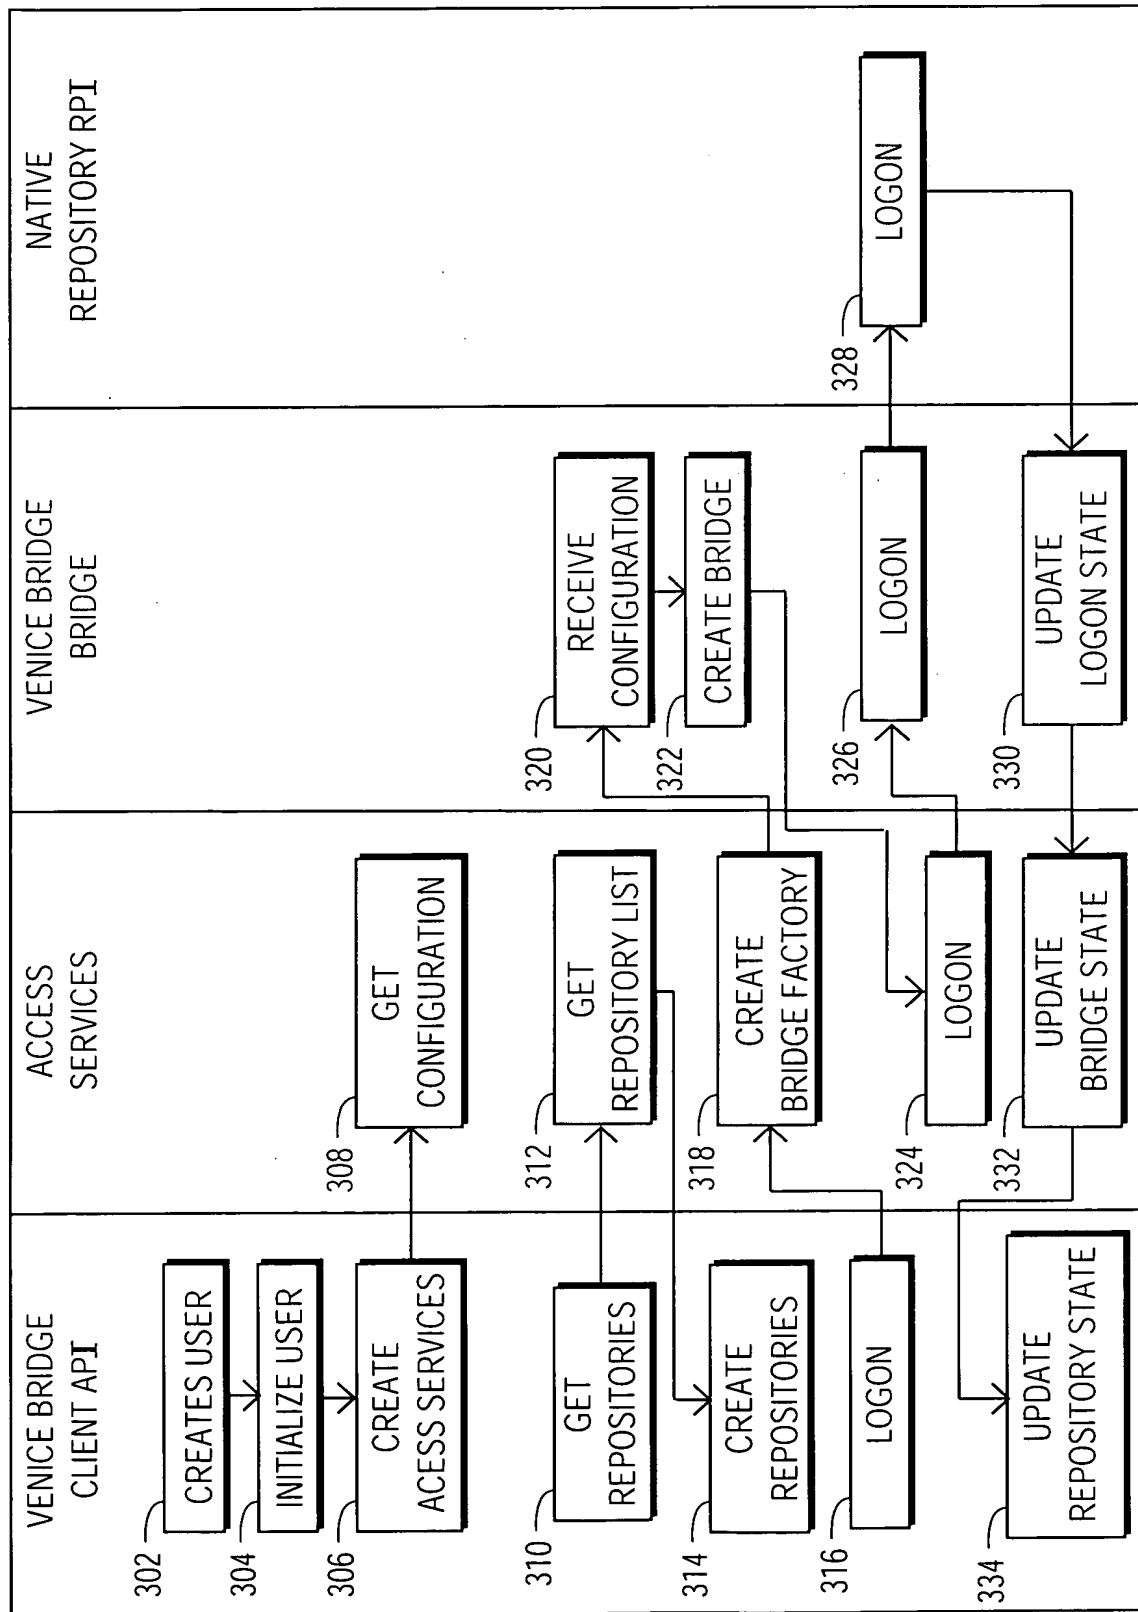 VENICE BRIDGE
CLIENT API
302
CREATES USER
304
INITIALIZE USER
306
CREATE
ACESS SERVICES
310
GET
REPOSITORIES
314
CREATE
REPOSITORIES
316
LOGON
334
UPDATE
REPOSITORY STATE
ACCESS
SERVICES
308
GET
CONFIGURATION
312
GET
REPOSITORY LIST
318
CREATE
BRIDGE FACTORY
324
LOGON
332
UPDATE
BRIDGE STATE
VENICE BRIDGE
BRIDGE
320
RECEIVE
CONFIGURATION
322
CREATE BRIDGE
326
LOGON
330
UPDATE
LOGON STATE
NATIVE
REPOSITORY RPI
328
LOGON